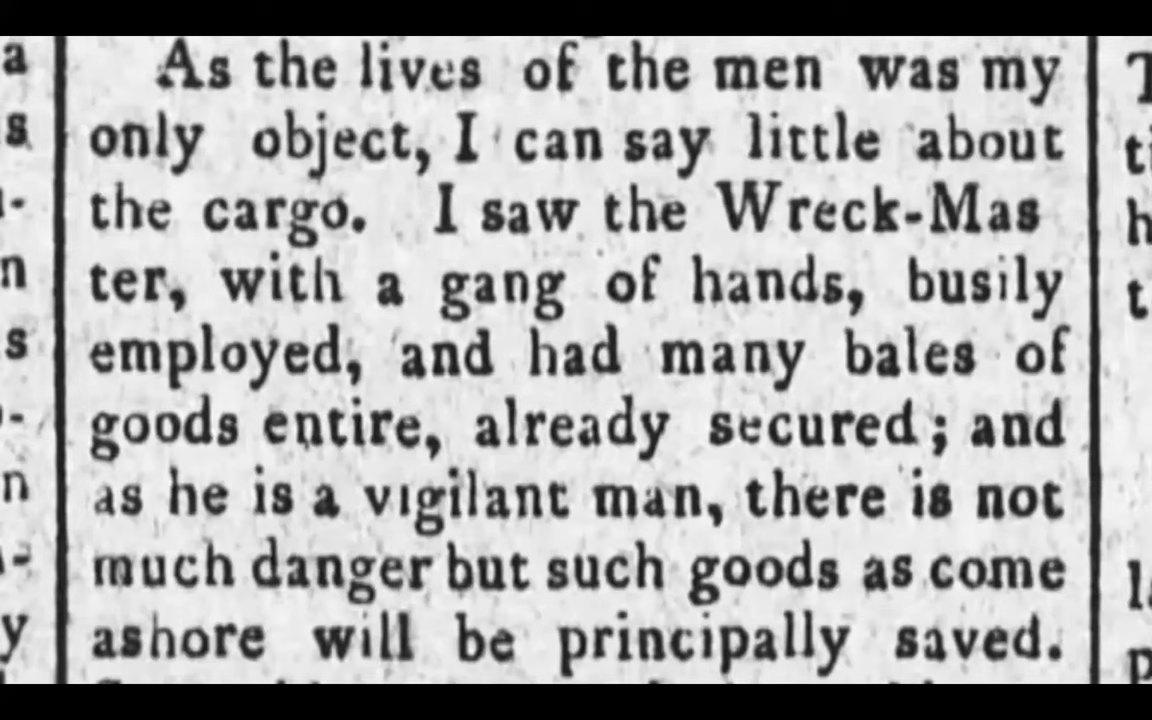 As the lives of the men was my
only object, I can say little about
the cargo. I saw the Wreck-Mas
ter, with a gang of hands, busily
employed, and had many bales of
goods entire, already secured; and
as he is a vigilant man, there is not
much danger but such goods as come
ashore will be principally saved.